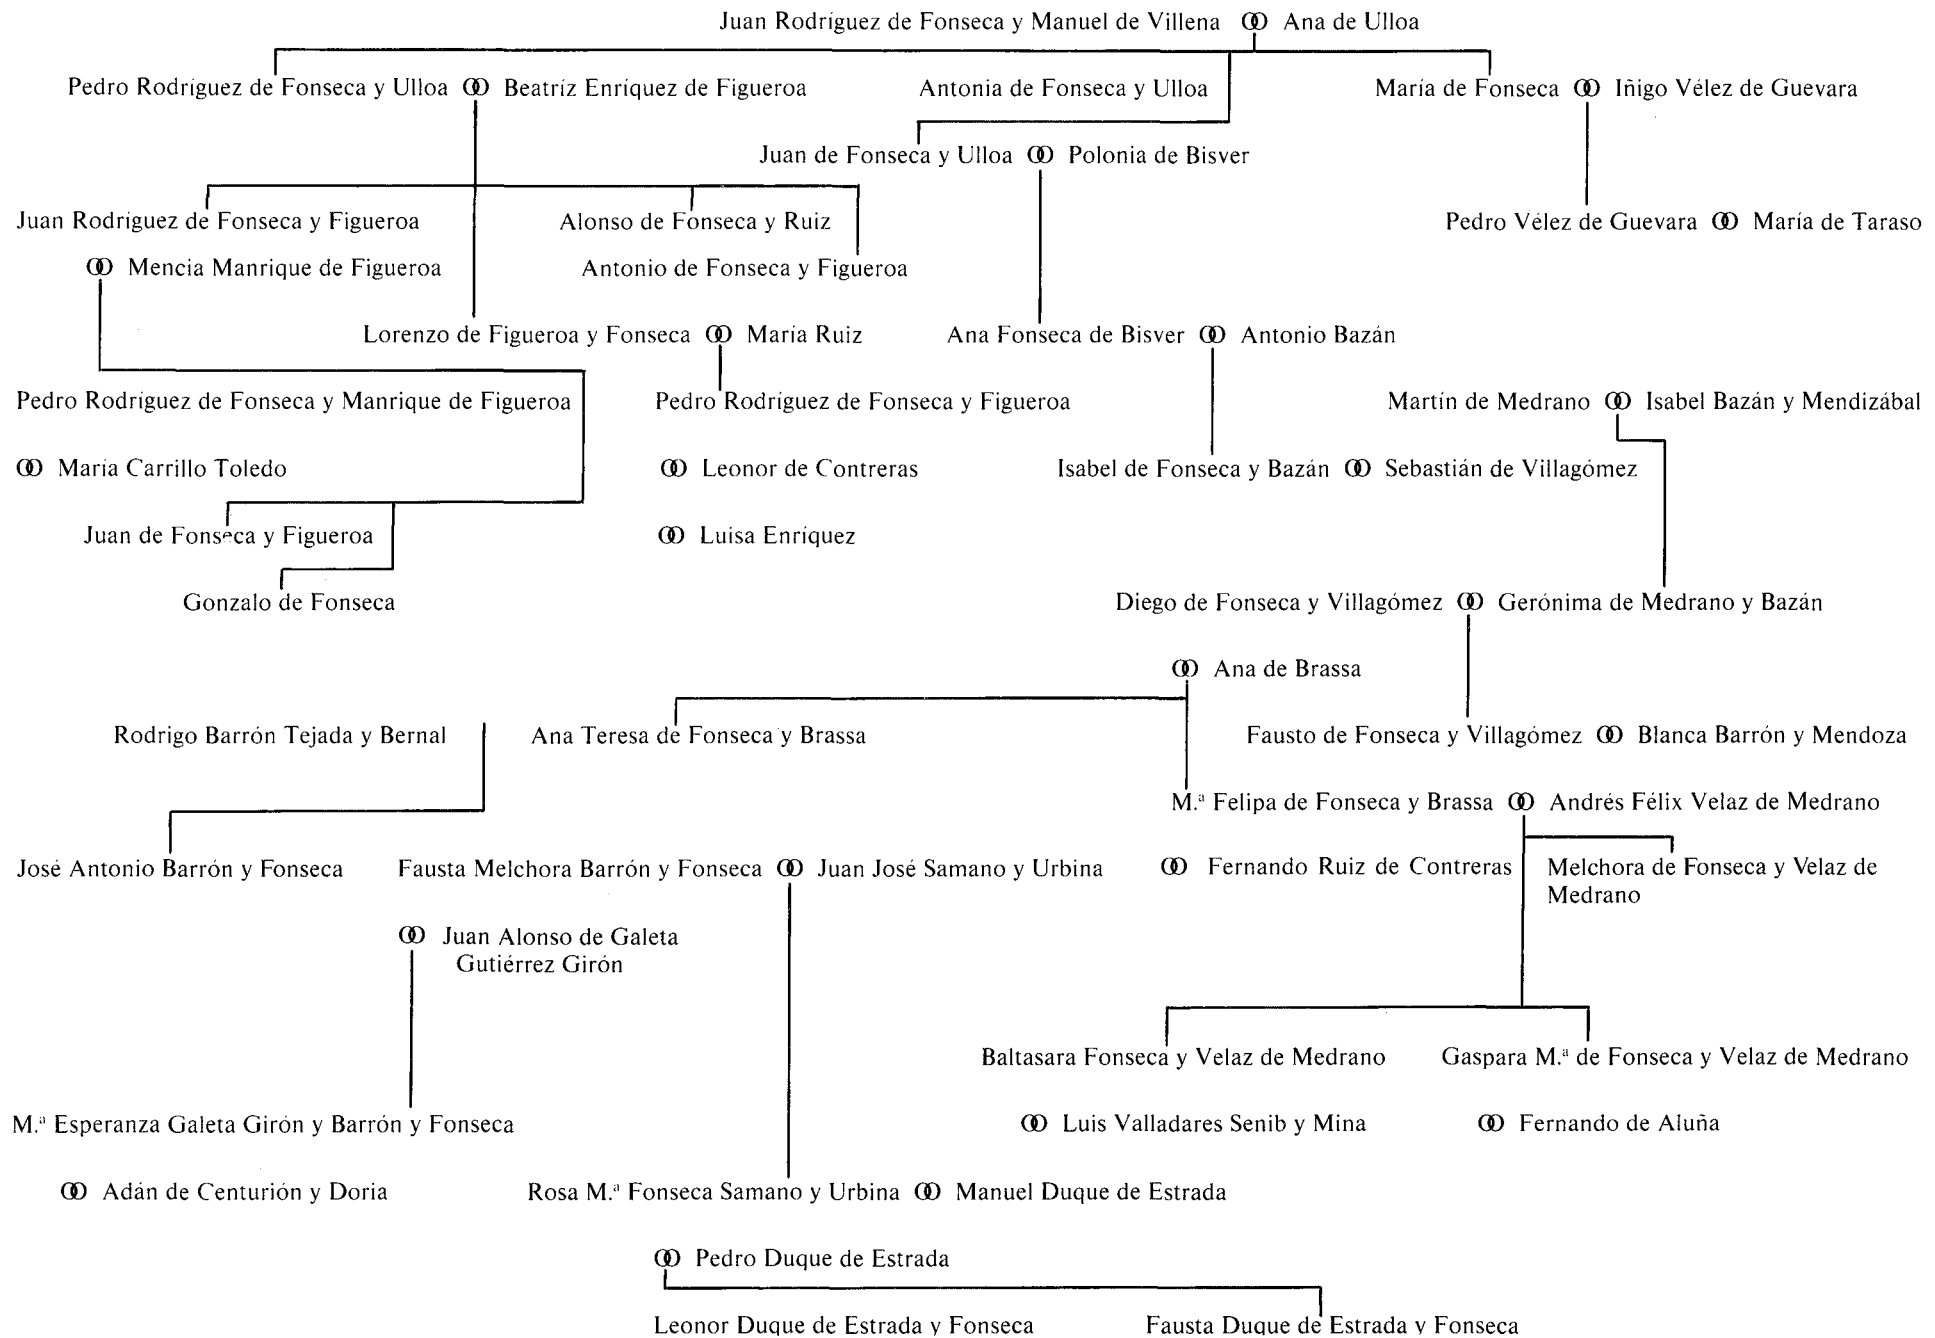 Juan Rodríguez de Fonseca y Manuel de Villena ⚭ Ana de Ulloa
Pedro Rodríguez de Fonseca y Ulloa ⚭ Beatríz Enríquez de Figueroa
Antonia de Fonseca y Ulloa
María de Fonseca ⚭ Iñigo Vélez de Guevara
Juan de Fonseca y Ulloa ⚭ Polonia de Bisver
Juan Rodríguez de Fonseca y Figueroa
Alonso de Fonseca y Ruiz
Pedro Vélez de Guevara ⚭ María de Taraso
⚭ Mencia Manrique de Figueroa
Antonio de Fonseca y Figueroa
Lorenzo de Figueroa y Fonseca ⚭ María Ruiz
Ana Fonseca de Bisver ⚭ Antonio Bazán
Pedro Rodríguez de Fonseca y Manrique de Figueroa
Pedro Rodríguez de Fonseca y Figueroa
Martín de Medrano ⚭ Isabel Bazán y Mendizábal
⚭ María Carrillo Toledo
⚭ Leonor de Contreras
Isabel de Fonseca y Bazán ⚭ Sebastián de Villagómez
Juan de Fonseca y Figueroa
⚭ Luisa Enríquez
Gonzalo de Fonseca
Diego de Fonseca y Villagómez ⚭ Gerónima de Medrano y Bazán
⚭ Ana de Brassa
Rodrigo Barrón Tejada y Bernal
Ana Teresa de Fonseca y Brassa
Fausto de Fonseca y Villagómez ⚭ Blanca Barrón y Mendoza
M.ª Felipa de Fonseca y Brassa ⚭ Andrés Félix Velaz de Medrano
José Antonio Barrón y Fonseca
Fausta Melchora Barrón y Fonseca ⚭ Juan José Samano y Urbina
⚭ Fernando Ruiz de Contreras
Melchora de Fonseca y Velaz de
Medrano
⚭ Juan Alonso de Galeta
Gutiérrez Girón
Baltasara Fonseca y Velaz de Medrano
Gaspara M.ª de Fonseca y Velaz de Medrano
M.ª Esperanza Galeta Girón y Barrón y Fonseca
⚭ Luis Valladares Senib y Mina
⚭ Fernando de Aluña
⚭ Adán de Centurión y Doria
Rosa M.ª Fonseca Samano y Urbina ⚭ Manuel Duque de Estrada
⚭ Pedro Duque de Estrada
Leonor Duque de Estrada y Fonseca
Fausta Duque de Estrada y Fonseca